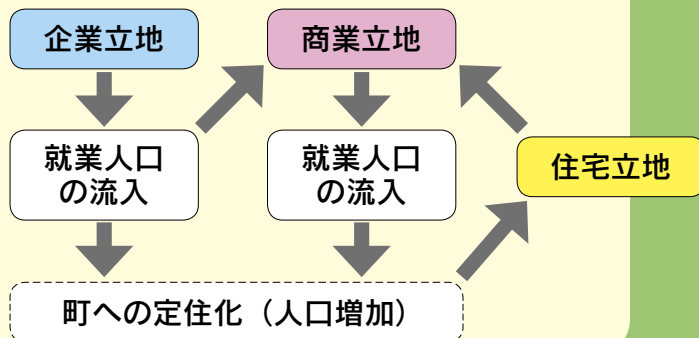 企業立地
商業立地
就業人口
の流入
就業人口
の流入
住宅立地
町への定住化（人口増加）